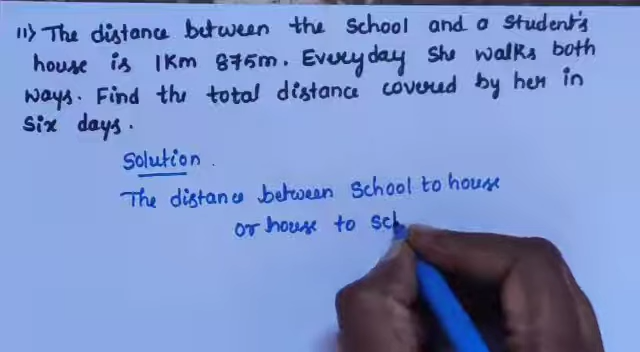 11) The distance between the school and a student's
house is 1Km 875m. Everyday She walks both
ways. Find the total distance covered by her in
Six days.
Solution.
The distance between School to house
or house to sch